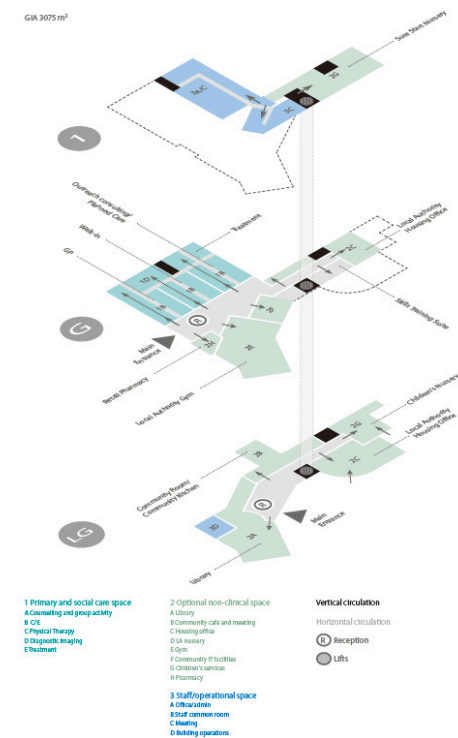 GIA 3075 m²
Sure Start Nursery
2G
3A/C
3C
1
Outreach consulting/
Planned Care
Walk-in
GP
Treatment
Local Authority
Housing Office
2C
1D
1B
1B
1B
1B
Skills Training Suite
R
G
Main
Entrance
2H
2E
Retail Pharmacy
Local Authority Gym
Children's Nursery
2G
Local Authority
Housing Office
2C
2B
Community Room/
Community Kitchen
R
Main
Entrance
3D
2A
LG
Library
1 Primary and social care space
A Counselling and group activity
B C/E
C Physical Therapy
D Diagnostic imaging
E Treatment
2 Optional non-clinical space
A Library
B Community café and meeting
C Housing office
D LA nursery
E Gym
F Community IT facilities
G Children's services
H Pharmacy
3 Staff/operational space
A Office/admin
B Staff common room
C Meeting
D Building operations
Vertical circulation
Horizontal circulation
R Reception
Lifts